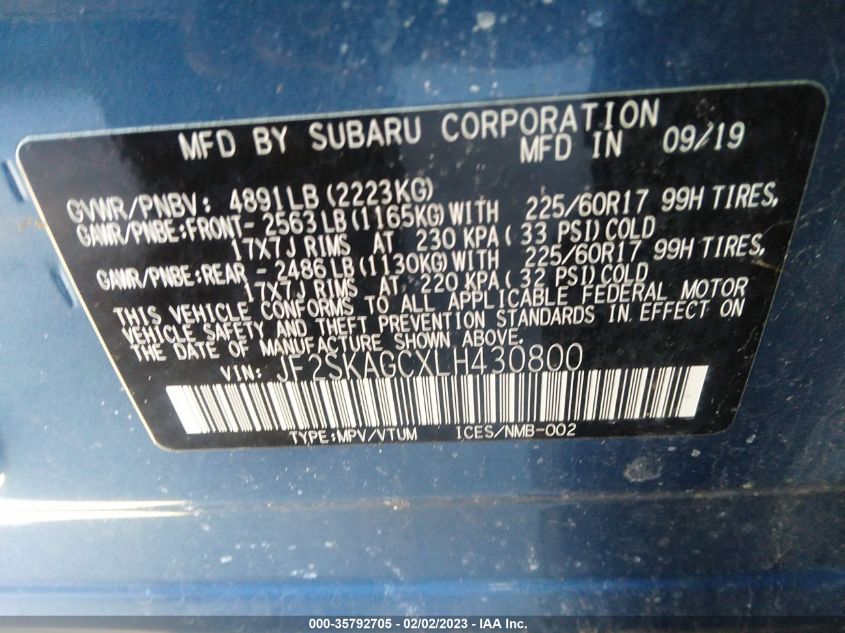 MFD BY SUBARU CORPORATION
MFD IN 09/19
GVWR/PNBV: 4891LB(2223KG)
GAWR/PNBE:FRONT- 2563LB(1165KG)WITH 225/60R17 99H TIRES,
17X7J RIMS AT 230 KPA( 33 PSI)COLD
GAWR/PNBE:REAR - 2486LB(1130KG)WITH 225/60R17 99H TIRES,
17X7J RIMS AT 220 KPA( 32 PSI)COLD
THIS VEHICLE CONFORMS TO ALL APPLICABLE FEDERAL MOTOR
VEHICLE SAFETY AND THEFT PREVENTION STANDARDS IN EFFECT ON
THE DATE OF MANUFACTURE SHOWN ABOVE.
VIN: JF2SKAGCXLH430800
TYPE:MPV/VTUM ICES/NMB-002
000-35792705 - 02/02/2023 - IAA Inc.